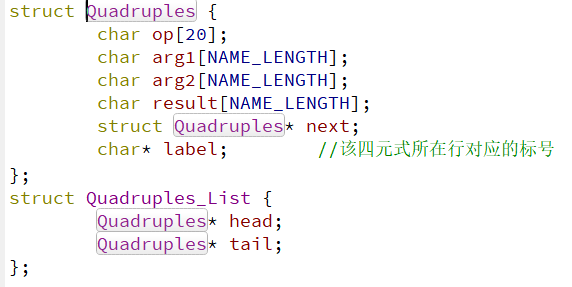 struct Quadruples {
char op[20];
char arg1[NAME_LENGTH];
char arg2[NAME_LENGTH];
char result[NAME_LENGTH];
struct Quadruples* next;
char* label; //该四元式所在行对应的标号
};
struct Quadruples_List {
Quadruples* head;
Quadruples* tail;
};